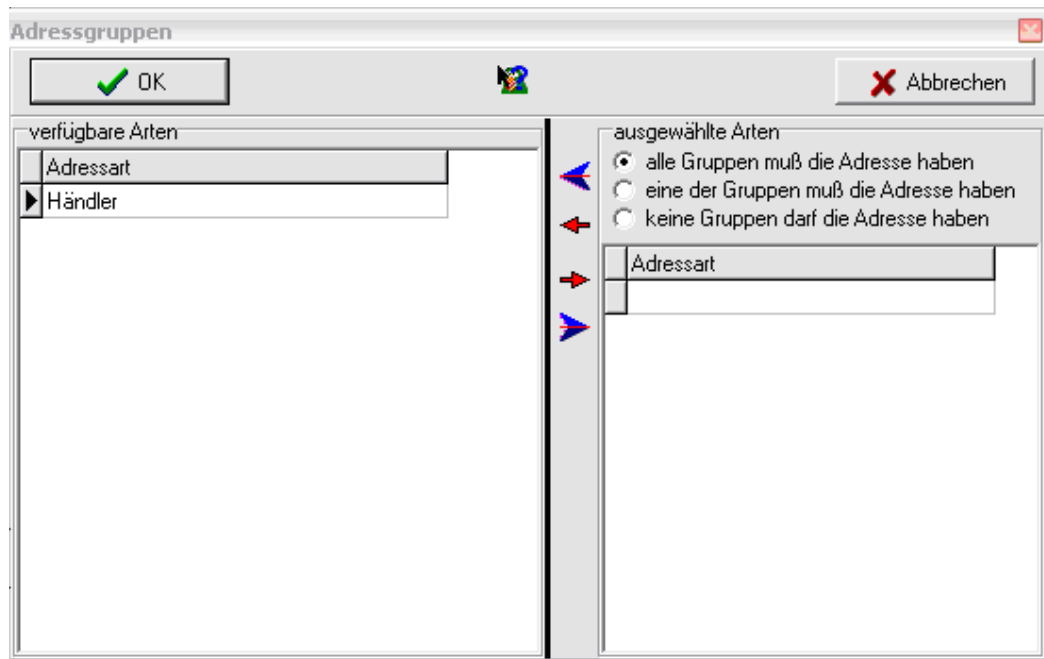 Adressgruppen
OK
Abbrechen
verfügbare Arten
Adressart
Händler
ausgewählte Arten
alle Gruppen muß die Adresse haben
eine der Gruppen muß die Adresse haben
keine Gruppen darf die Adresse haben
Adressart